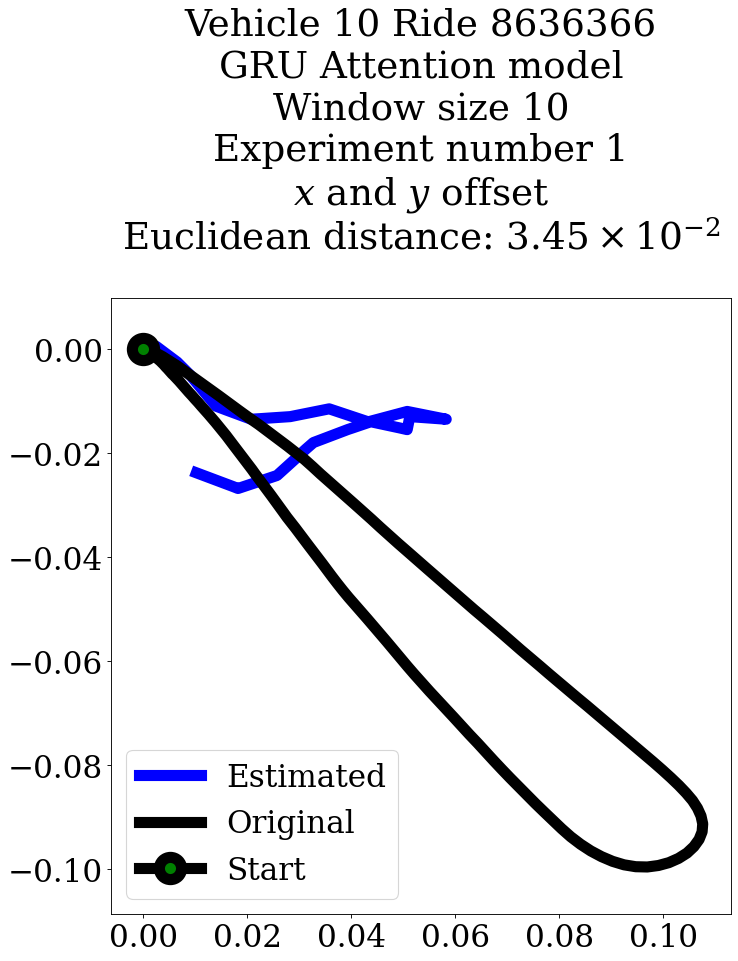 Vehicle 10 Ride 8636366
GRU Attention model
Window size 10
Experiment number 1
x and y offset
Euclidean distance: 3.45 × 10⁻²
0.00
−0.02
−0.04
−0.06
−0.08
−0.10
Estimated
Original
Start
0.00 0.02 0.04 0.06 0.08 0.10